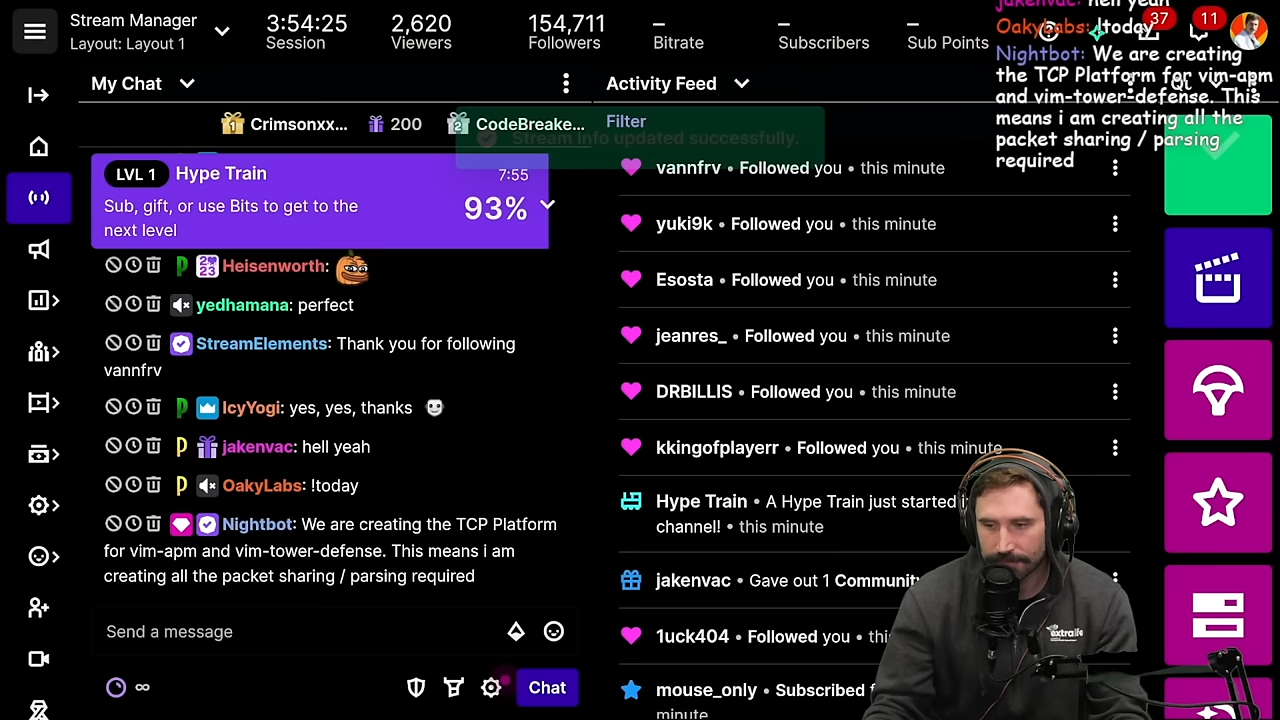 Stream Manager
Layout: Layout 1
3:54:25
Session
2,620
Viewers
154,711
Followers
–
Bitrate
–
Subscribers
–
Sub Points
37
11
jakenvac: hell yeah
OakyLabs: !today
Nightbot: We are creating
the TCP Platform for vim-apm
and vim-tower-defense. This
means i am creating all the
packet sharing / parsing
required
My Chat
1 Crimsonxx...
200
2 CodeBreake...
LVL 1 Hype Train
7:55
Sub, gift, or use Bits to get to the
next level
93%
Heisenworth:
yedhamana: perfect
StreamElements: Thank you for following
vannfrv
IcyYogi: yes, yes, thanks
jakenvac: hell yeah
OakyLabs: !today
Nightbot: We are creating the TCP Platform
for vim-apm and vim-tower-defense. This means i am
creating all the packet sharing / parsing required
Send a message
∞
Chat
Activity Feed
Filter
Stream info updated successfully.
vannfrv • Followed you • this minute
yuki9k • Followed you • this minute
Esosta • Followed you • this minute
jeanres_ • Followed you • this minute
DRBILLIS • Followed you • this minute
kkingofplayerr • Followed you • this minute
Hype Train • A Hype Train just started
channel! • this minute
jakenvac • Gave out 1
1uck404 • Followed you •
mouse_only • Subscribed
minute
extralife